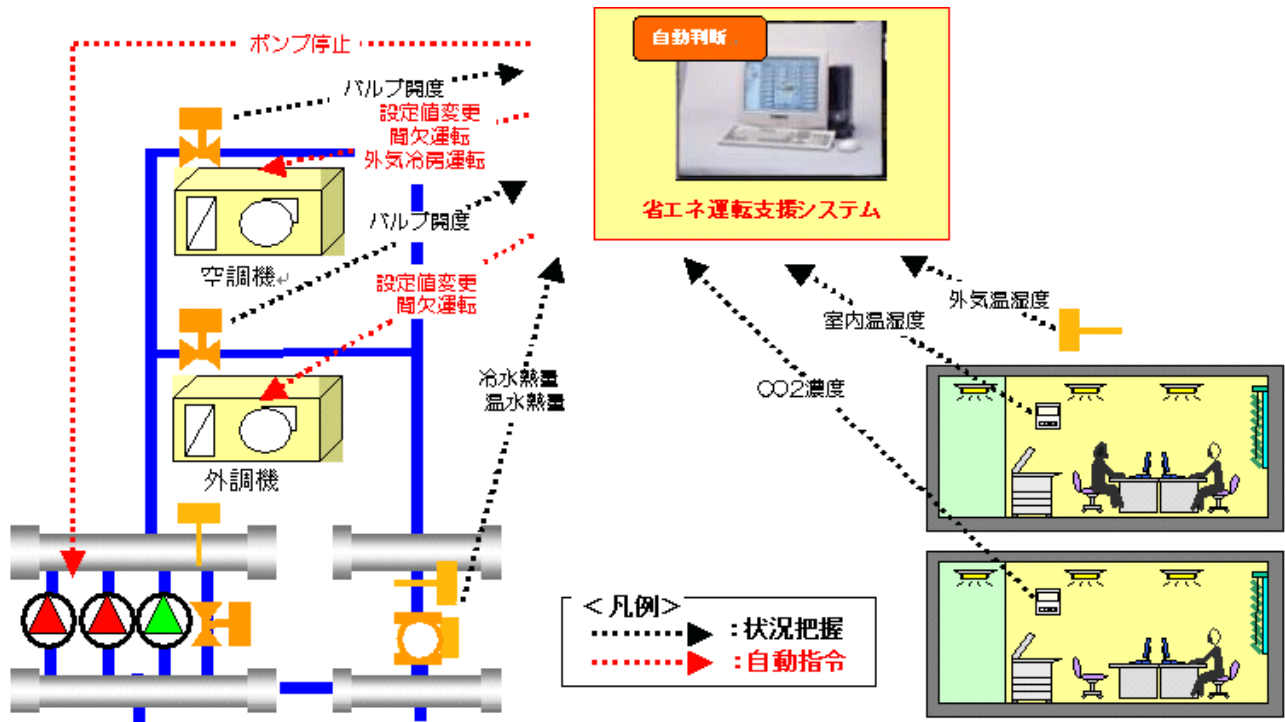 ポンプ停止
自動判断
バルブ開度
設定値変更
間欠運転
外気冷房運転
省エネ運転支援システム
バルブ開度
空調機
設定値変更
間欠運転
外気温湿度
室内温湿度
冷水熱量
温水熱量
CO2濃度
外調機
<凡例>
:状況把握
:自動指令